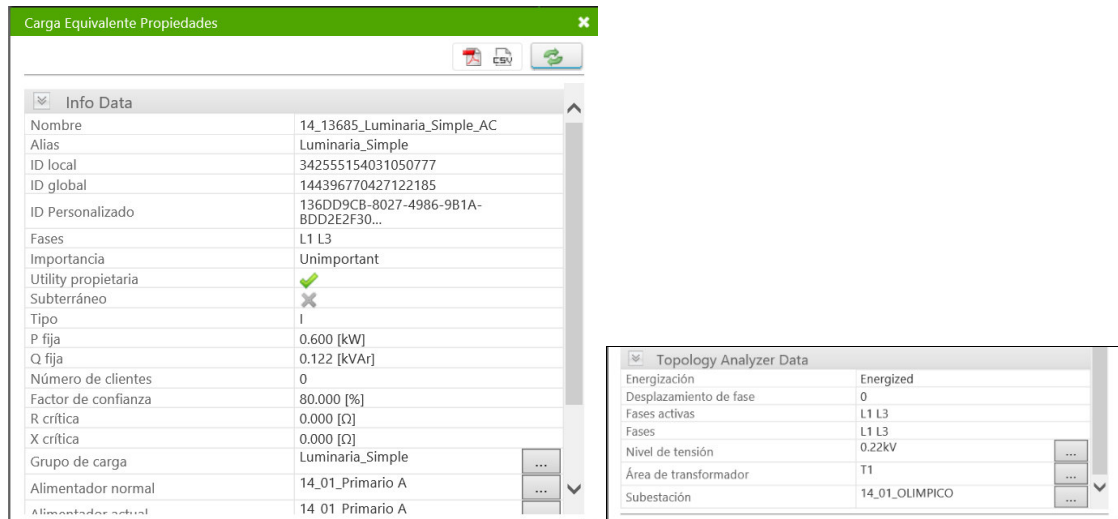 Carga Equivalente Propiedades
CSV
Info Data
Nombre 14_13685_Luminaria_Simple_AC
Alias Luminaria_Simple
ID local 342555154031050777
ID global 144396770427122185
ID Personalizado 136DD9CB-8027-4986-9B1A-
BDD2E2F30...
Fases L1 L3
Importancia Unimportant
Utility propietaria
Subterráneo
Tipo I
P fija 0.600 [kW]
Q fija 0.122 [kVAr]
Número de clientes 0
Factor de confianza 80.000 [%]
R crítica 0.000 [Ω]
X crítica 0.000 [Ω]
Grupo de carga Luminaria_Simple ...
Alimentador normal 14_01_Primario A ...
Alimentador actual 14_01_Primario A
Topology Analyzer Data
Energización Energized
Desplazamiento de fase 0
Fases activas L1 L3
Fases L1 L3
Nivel de tensión 0.22kV ...
Área de transformador T1 ...
Subestación 14_01_OLIMPICO ...